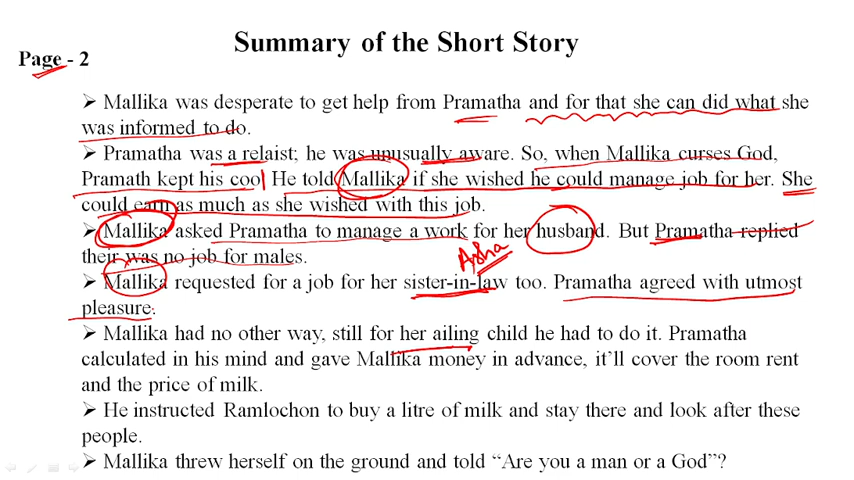 Summary of the Short Story
Page - 2
➤ Mallika was desperate to get help from Pramatha and for that she can did what she
was informed to do.
➤ Pramatha was a relaist; he was unusually aware. So, when Mallika curses God,
Pramath kept his cool He told Mallika if she wished he could manage job for her. She
could earn as much as she wished with this job.
➤ Mallika asked Pramatha to manage a work for her husband. But Pramatha replied
their was no job for males.
Asha
➤ Mallika requested for a job for her sister-in-law too. Pramatha agreed with utmost
pleasure.
➤ Mallika had no other way, still for her ailing child he had to do it. Pramatha
calculated in his mind and gave Mallika money in advance, it'll cover the room rent
and the price of milk.
➤ He instructed Ramlochon to buy a litre of milk and stay there and look after these
people.
➤ Mallika threw herself on the ground and told “Are you a man or a God”?